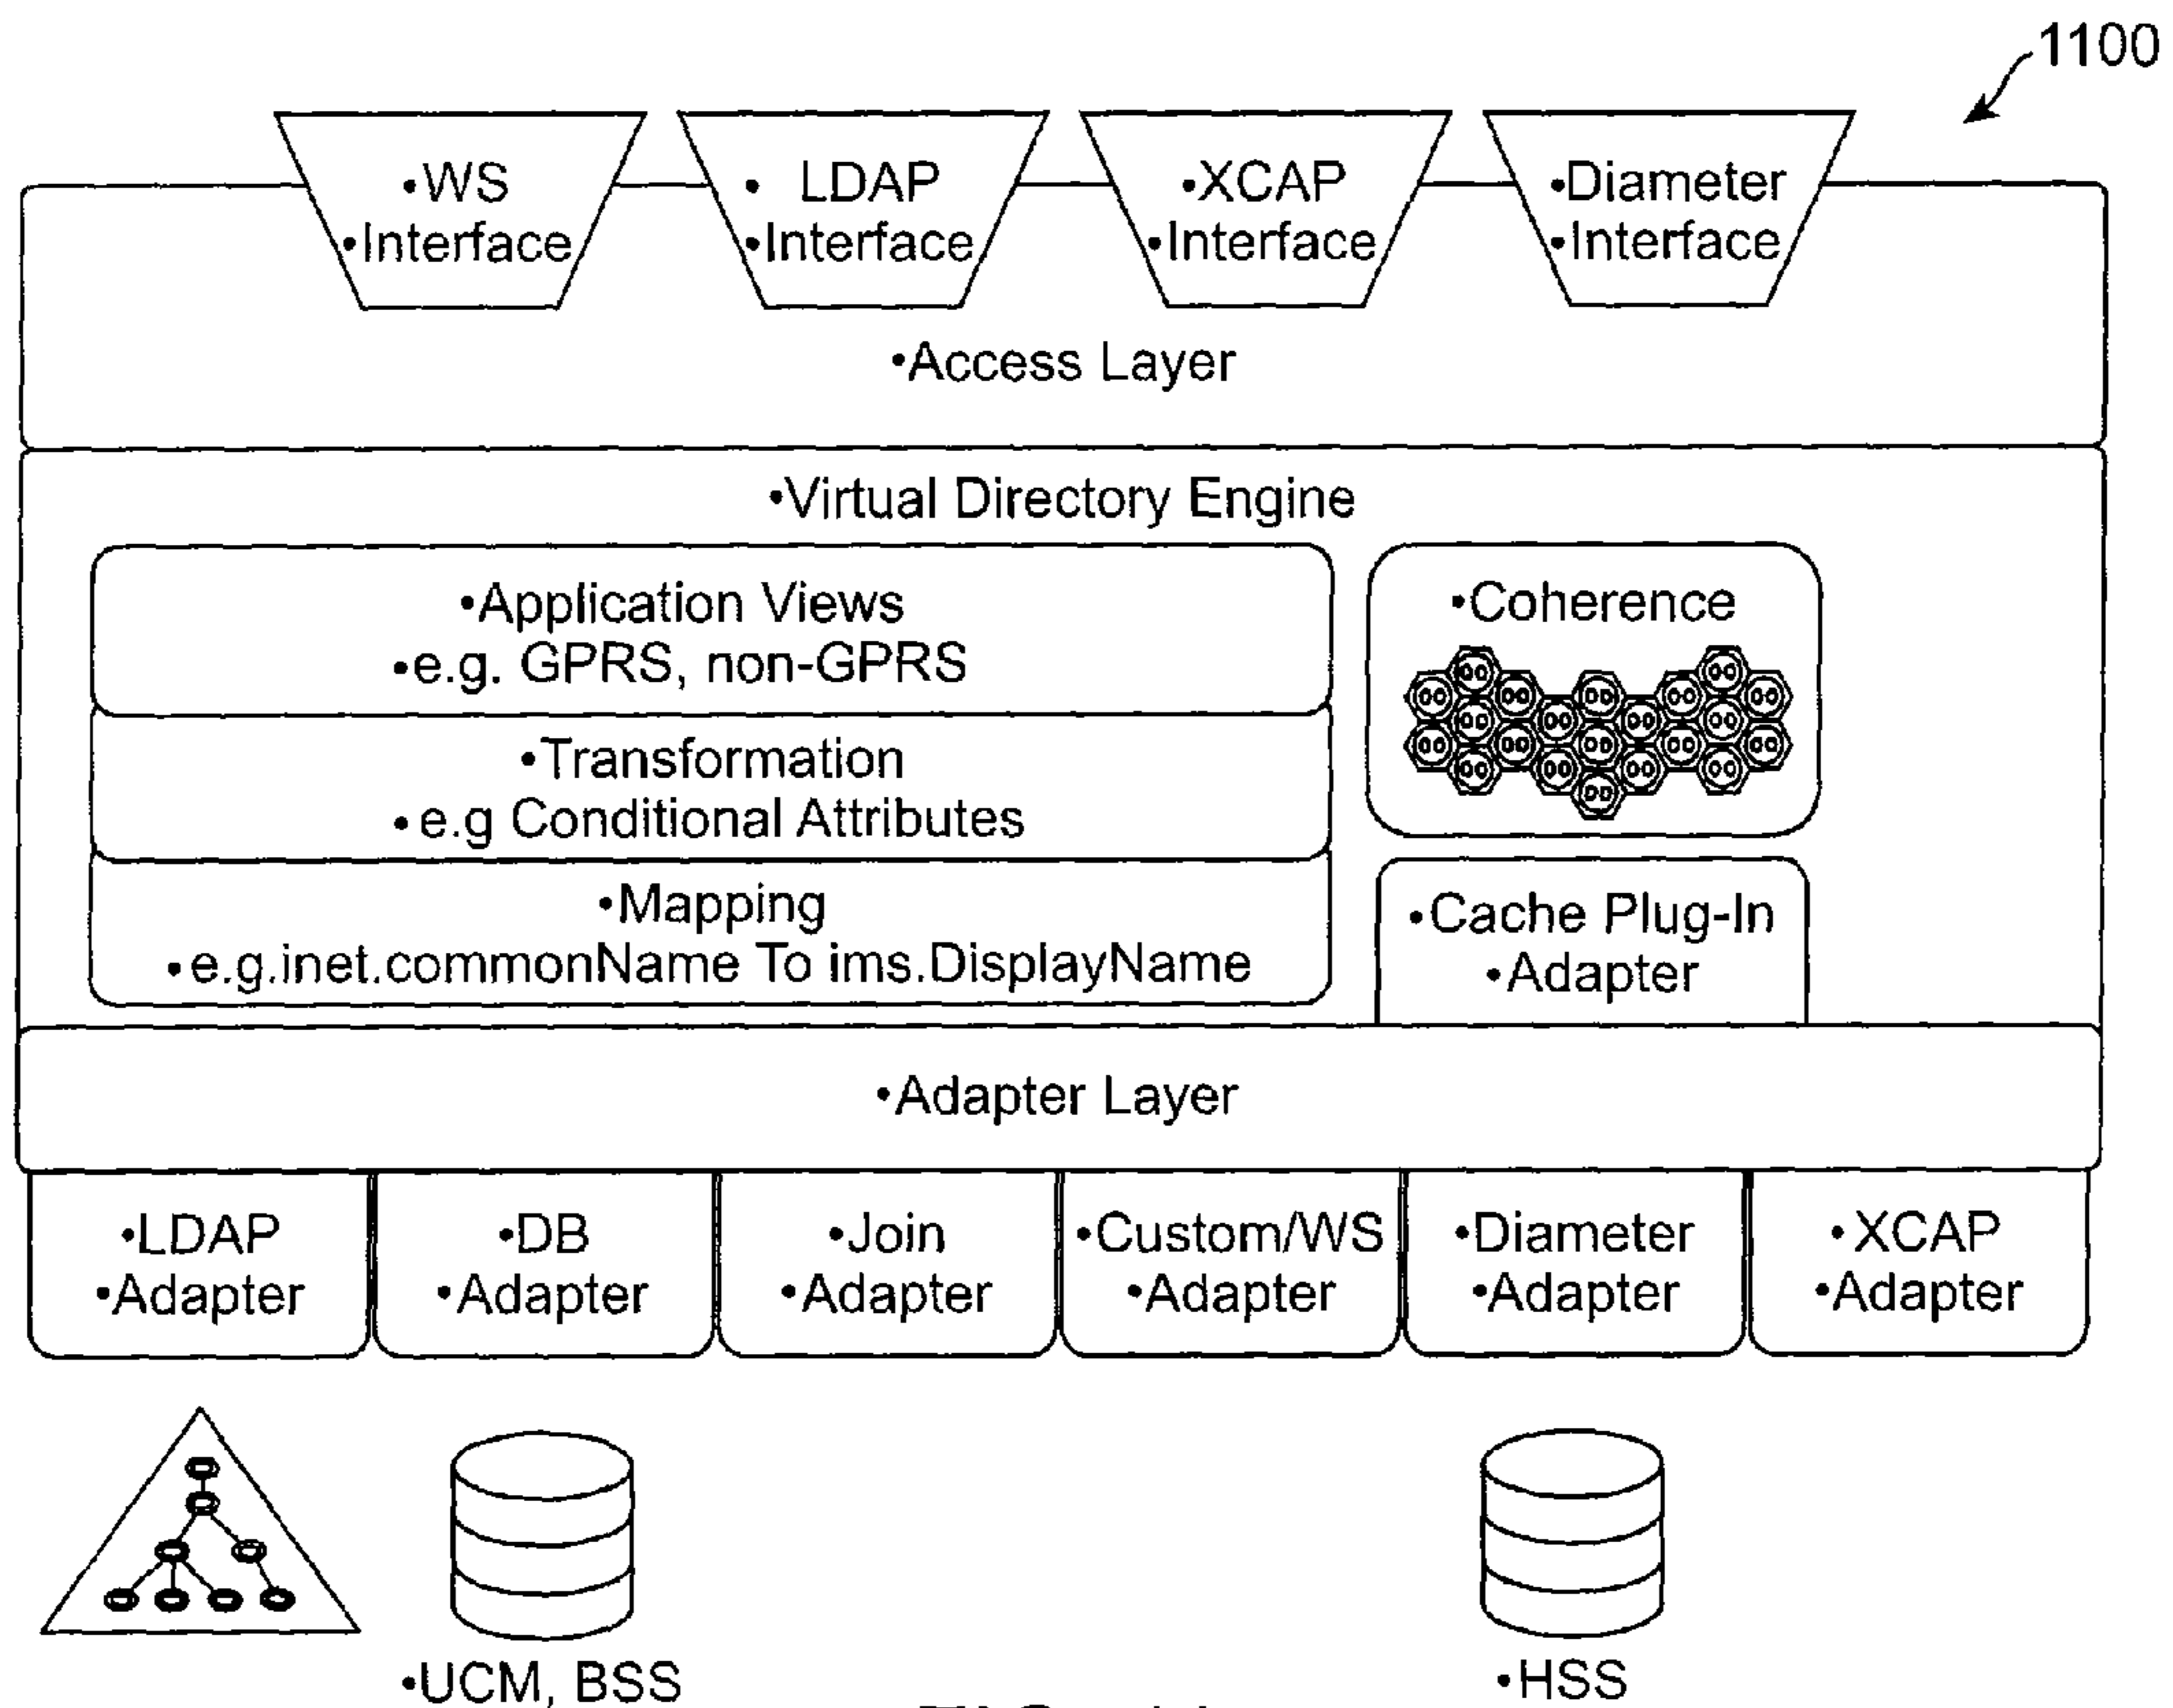 1100
•WS
•Interface
• LDAP
•Interface
•XCAP
•Interface
•Diameter
•Interface
•Access Layer
•Virtual Directory Engine
•Application Views
•e.g. GPRS, non-GPRS
•Transformation
•e.g Conditional Attributes
•Mapping
•e.g.inet.commonName To ims.DisplayName
•Coherence
•Cache Plug-In
•Adapter
•Adapter Layer
•LDAP
•Adapter
•DB
•Adapter
•Join
•Adapter
•Custom/WS
•Adapter
•Diameter
•Adapter
•XCAP
•Adapter
•UCM, BSS
•HSS